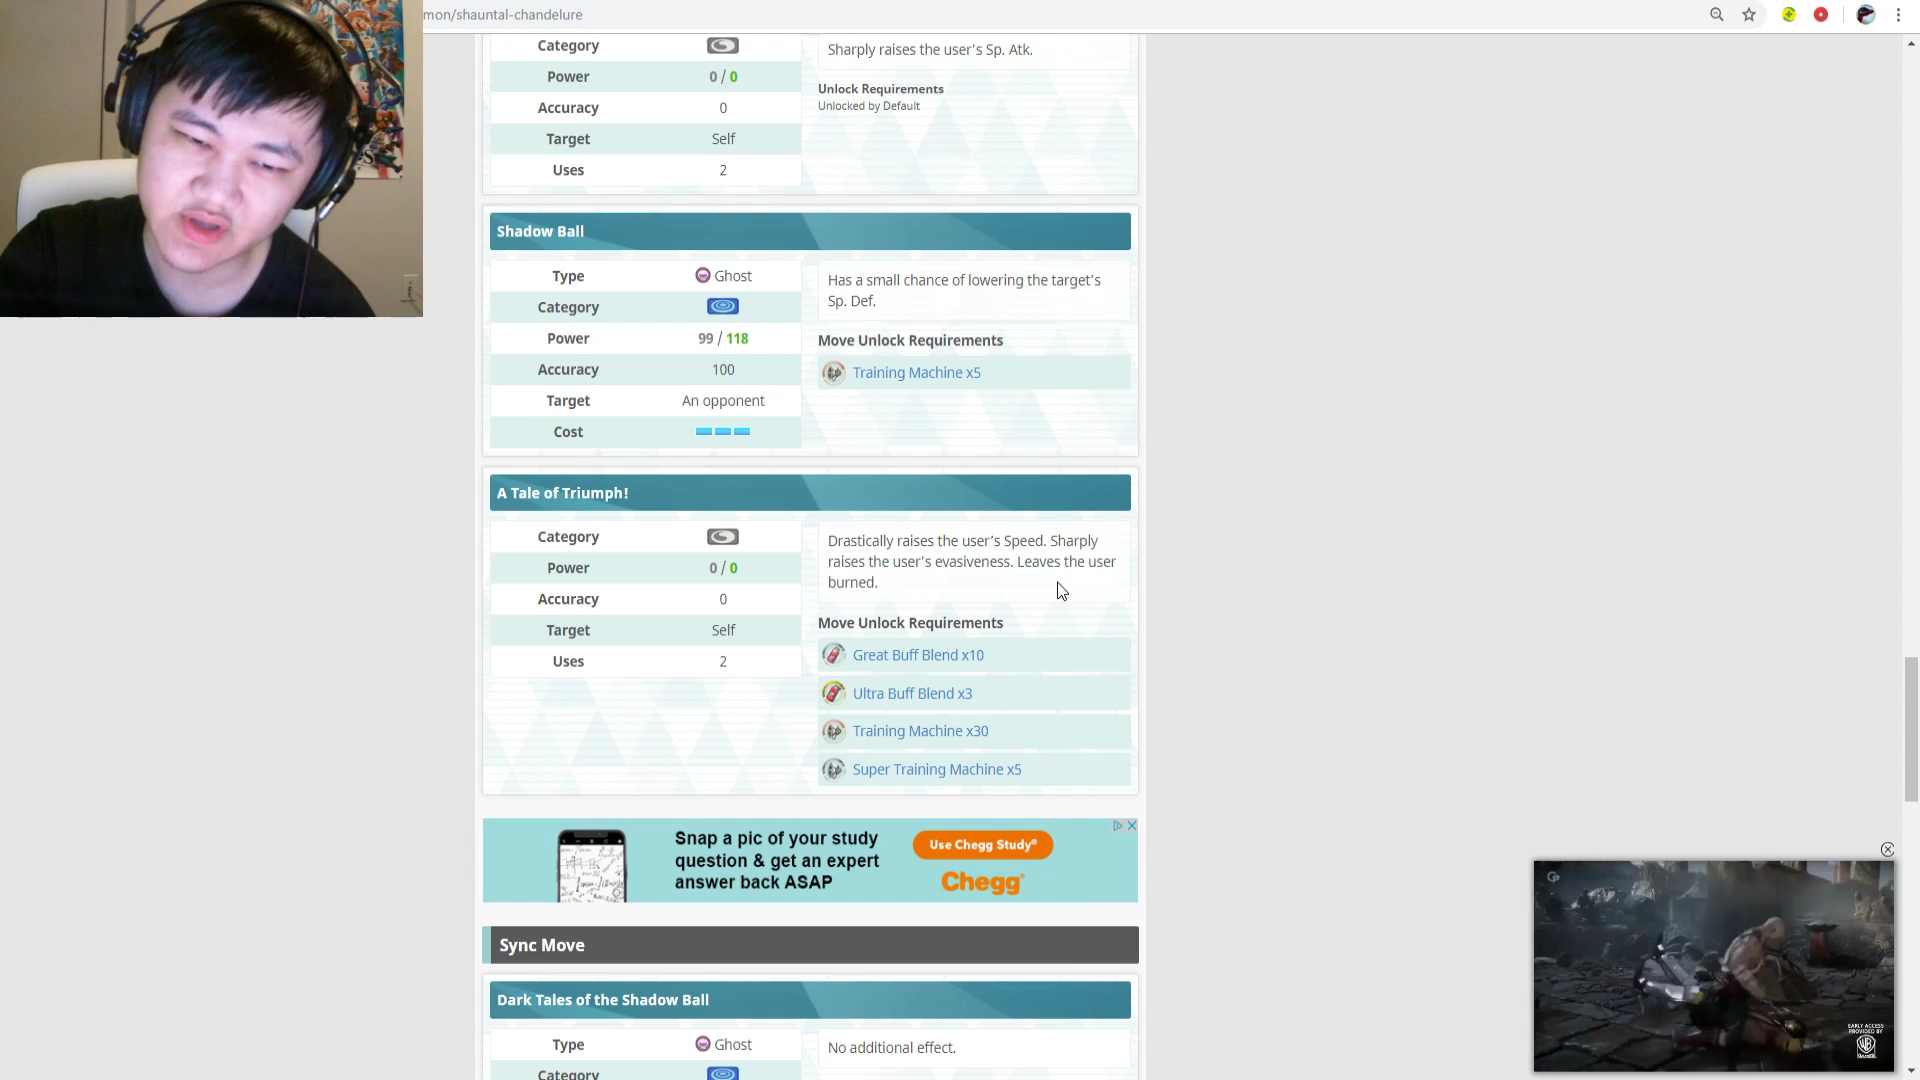 mon/shauntal-chandelure
Category
Sharply raises the user's Sp. Atk.
Power 0 / 0
Unlock Requirements
Accuracy 0
Unlocked by Default
Target Self
Uses 2
Shadow Ball
Type Ghost
Has a small chance of lowering the target's
Sp. Def.
Category
Power 99 / 118
Move Unlock Requirements
Accuracy 100
Training Machine x5
Target An opponent
Cost
A Tale of Triumph!
Category
Drastically raises the user's Speed. Sharply
raises the user's evasiveness. Leaves the user
burned.
Power 0 / 0
Accuracy 0
Move Unlock Requirements
Target Self
Great Buff Blend x10
Uses 2
Ultra Buff Blend x3
Training Machine x30
Super Training Machine x5
Snap a pic of your study
question & get an expert
answer back ASAP
Use Chegg Study®
Chegg®
Sync Move
Dark Tales of the Shadow Ball
Type Ghost
No additional effect.
Category
EARLY ACCESS
PROVIDED BY
WB